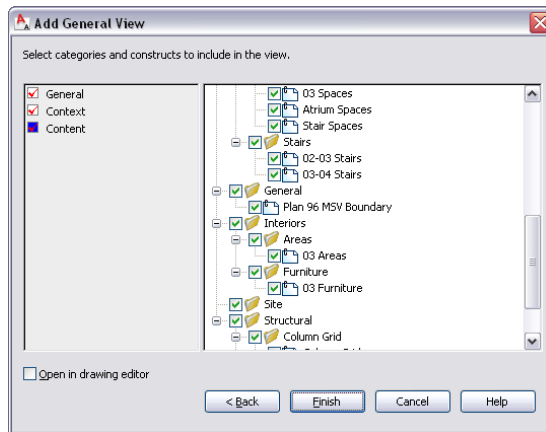 Add General View
Select categories and constructs to include in the view.
General
Context
Content
03 Spaces
Atrium Spaces
Stair Spaces
Stairs
02-03 Stairs
03-04 Stairs
General
Plan 96 MSV Boundary
Interiors
Areas
03 Areas
Furniture
03 Furniture
Site
Structural
Column Grid
Open in drawing editor
< Back
Finish
Cancel
Help